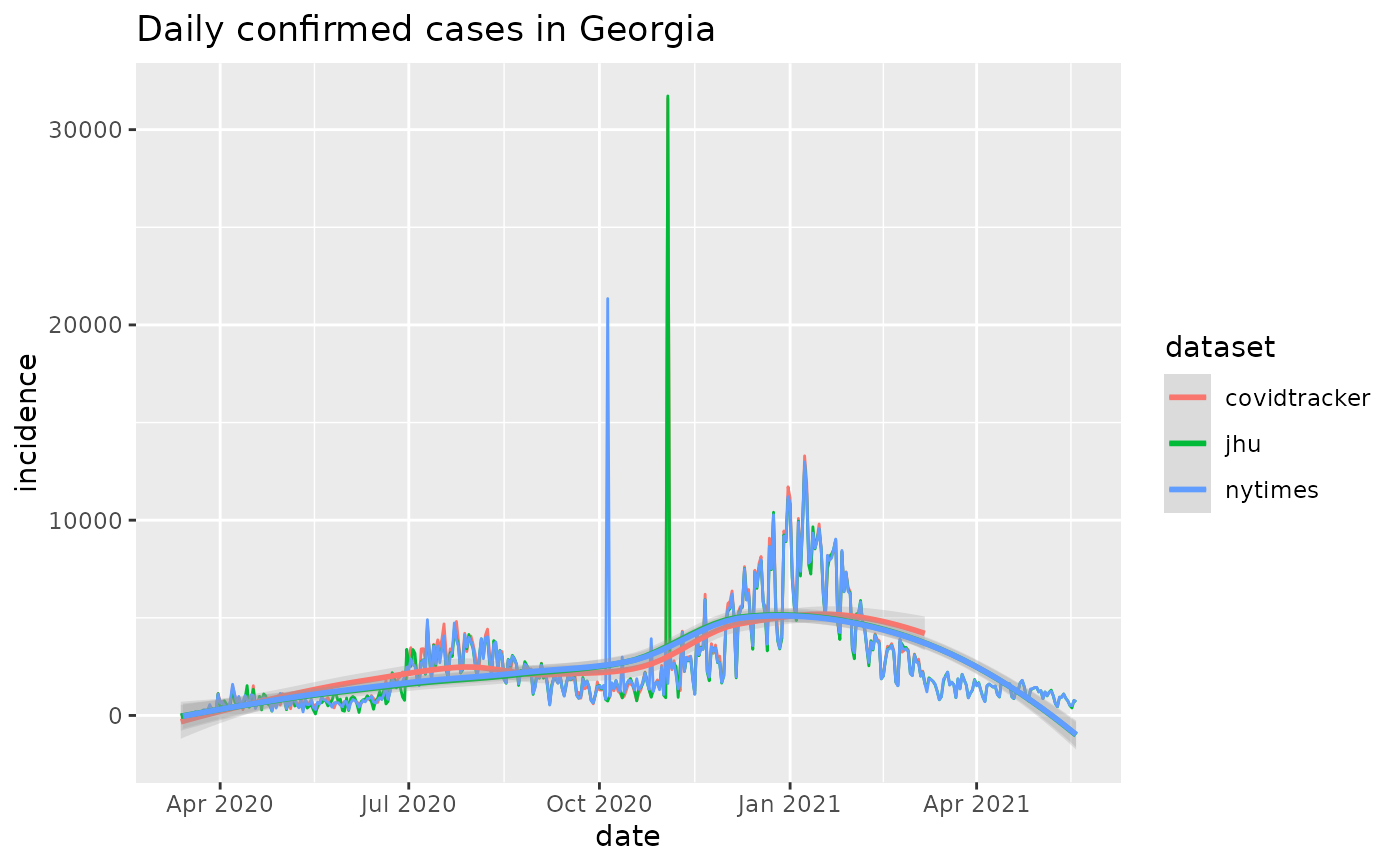 Daily confirmed cases in Georgia
incidence
30000
20000
10000
0
Apr 2020
Jul 2020
Oct 2020
Jan 2021
Apr 2021
date
dataset
covidtracker
jhu
nytimes